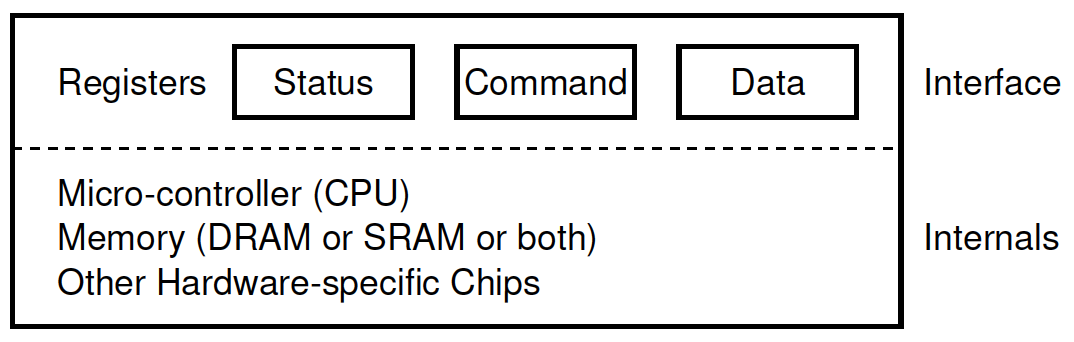 Registers Status Command Data Interface
Micro-controller (CPU)
Memory (DRAM or SRAM or both) Internals
Other Hardware-specific Chips